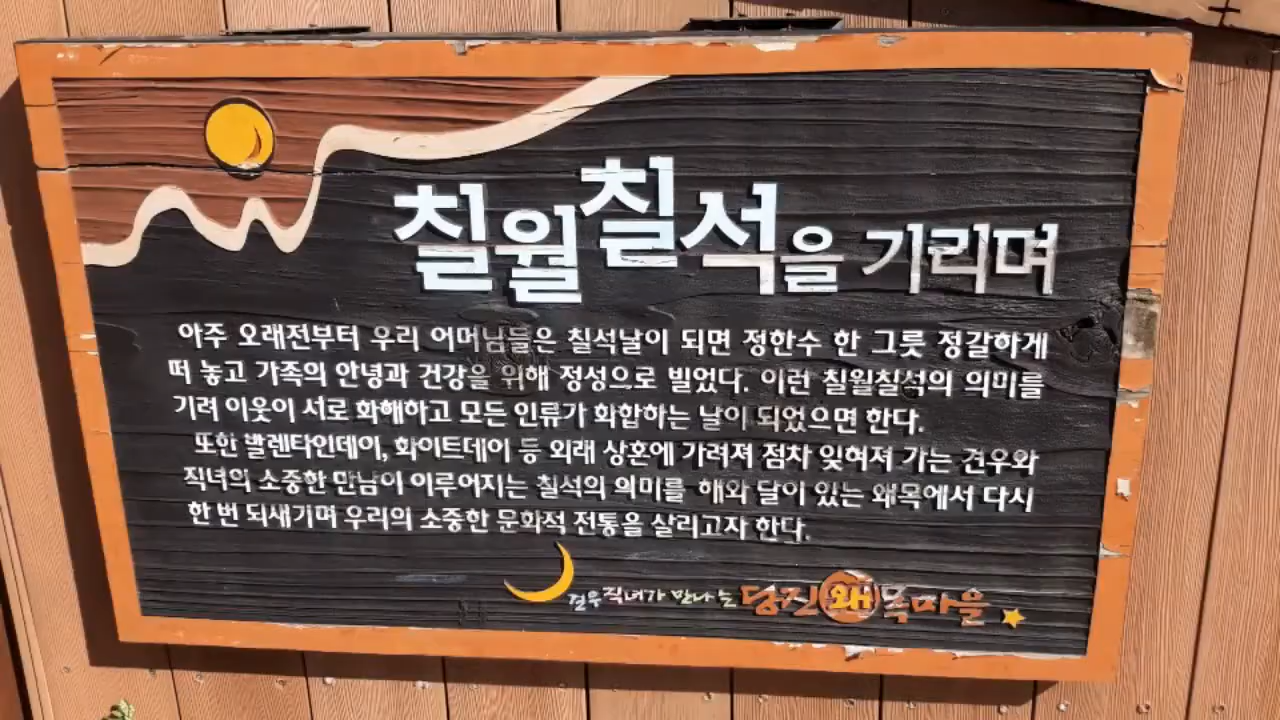 칠월칠석을 기리며
아주 오래전부터 우리 어머님들은 칠석날이 되면 정한수 한 그릇 정갈하게
떠 놓고 가족의 안녕과 건강을 위해 정성으로 빌었다. 이런 칠월칠석의 의미를
기려 이웃이 서로 화해하고 모든 인류가 화합하는 날이 되었으면 한다.
또한 발렌타인데이, 화이트데이 등 외래 상혼에 가려져 점차 잊혀져 가는 견우와
직녀의 소중한 만남이 이루어지는 칠석의 의미를 해와 달이 있는 왜목에서 다시
한 번 되새기며 우리의 소중한 문화적 전통을 살리고자 한다.
견우직녀가 만나는 당진왜목마을